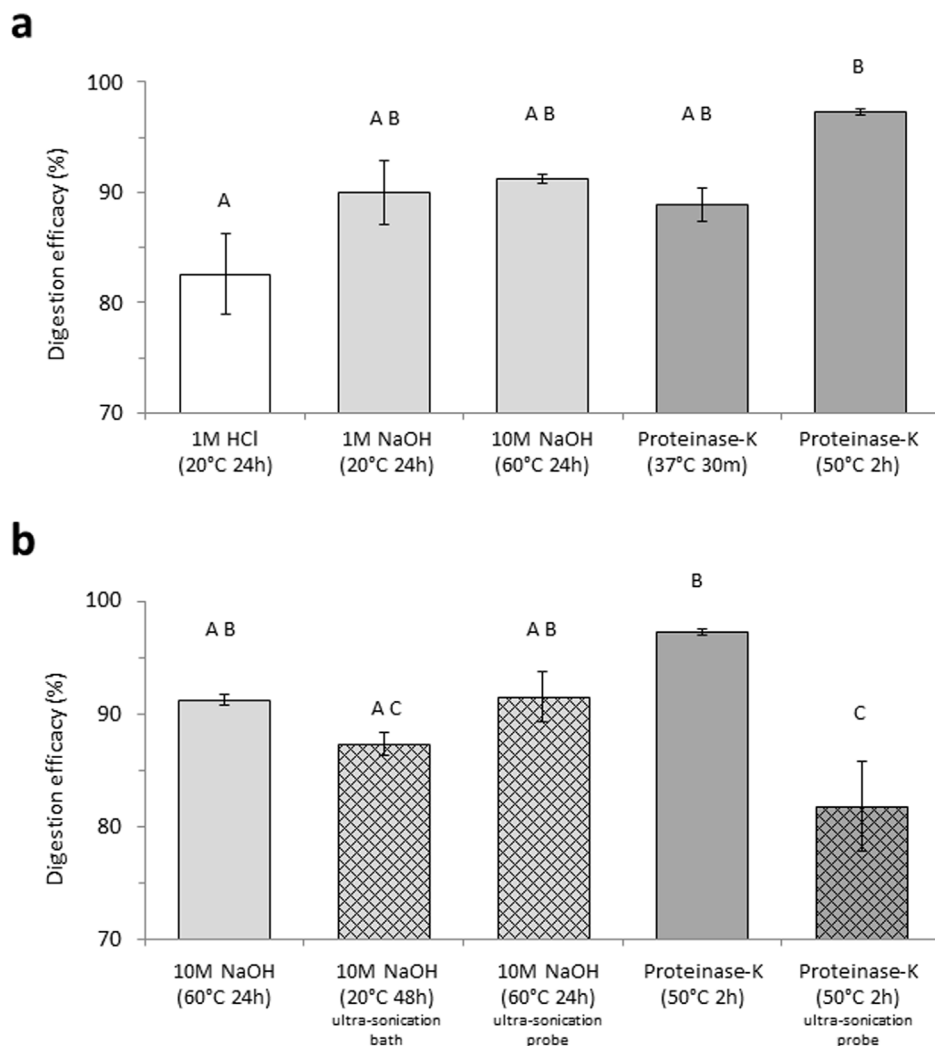 a
Digestion efficacy (%)
100
90
80
70
A
A B
A B
A B
B
1M HCl
(20°C 24h)
1M NaOH
(20°C 24h)
10M NaOH
(60°C 24h)
Proteinase-K
(37°C 30m)
Proteinase-K
(50°C 2h)
b
Digestion efficacy (%)
100
90
80
70
A B
A C
A B
B
C
10M NaOH
(60°C 24h)
10M NaOH
(20°C 48h)
ultra-sonication
bath
10M NaOH
(60°C 24h)
ultra-sonication
probe
Proteinase-K
(50°C 2h)
Proteinase-K
(50°C 2h)
ultra-sonication
probe